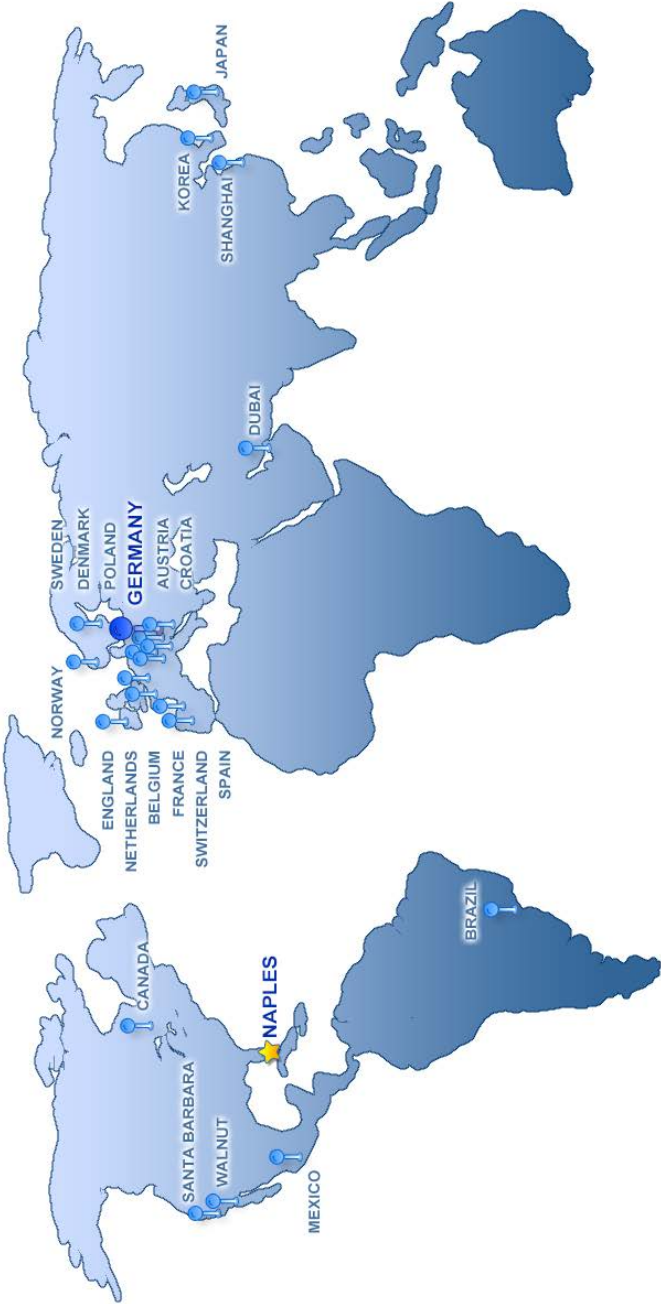 SANTA BARBARA
WALNUT
MEXICO
CANADA
NAPLES
BRAZIL
NORWAY
ENGLAND
NETHERLANDS
BELGIUM
FRANCE
SWITZERLAND
SPAIN
SWEDEN
DENMARK
POLAND
GERMANY
AUSTRIA
CROATIA
DUBAI
KOREA
SHANGHAI
JAPAN